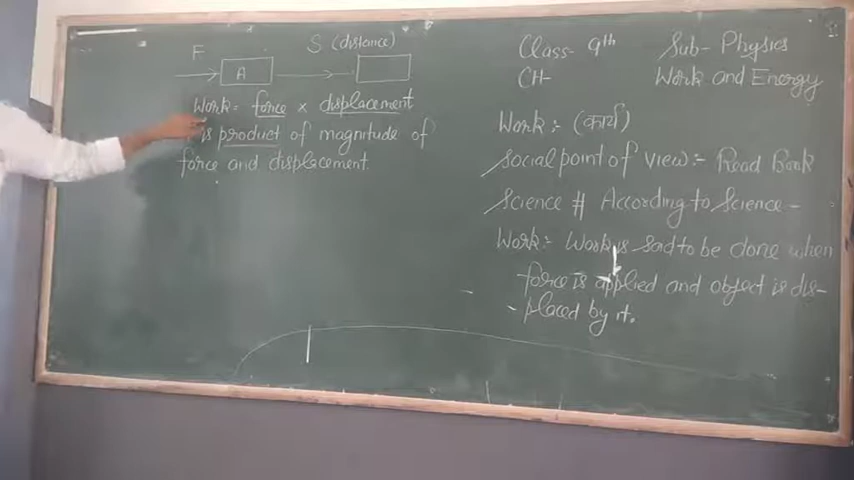 F S (distance)
A
Work = force × displacement
is product of magnitude of
force and displacement.
Class- 9th Sub- Physics
CH- Work and Energy
Work:- (कार्य)
Social point of view:- Read Book
Science # According to Science-
Work:- Work is sad to be done when
force is applied and object is dis-
placed by it.